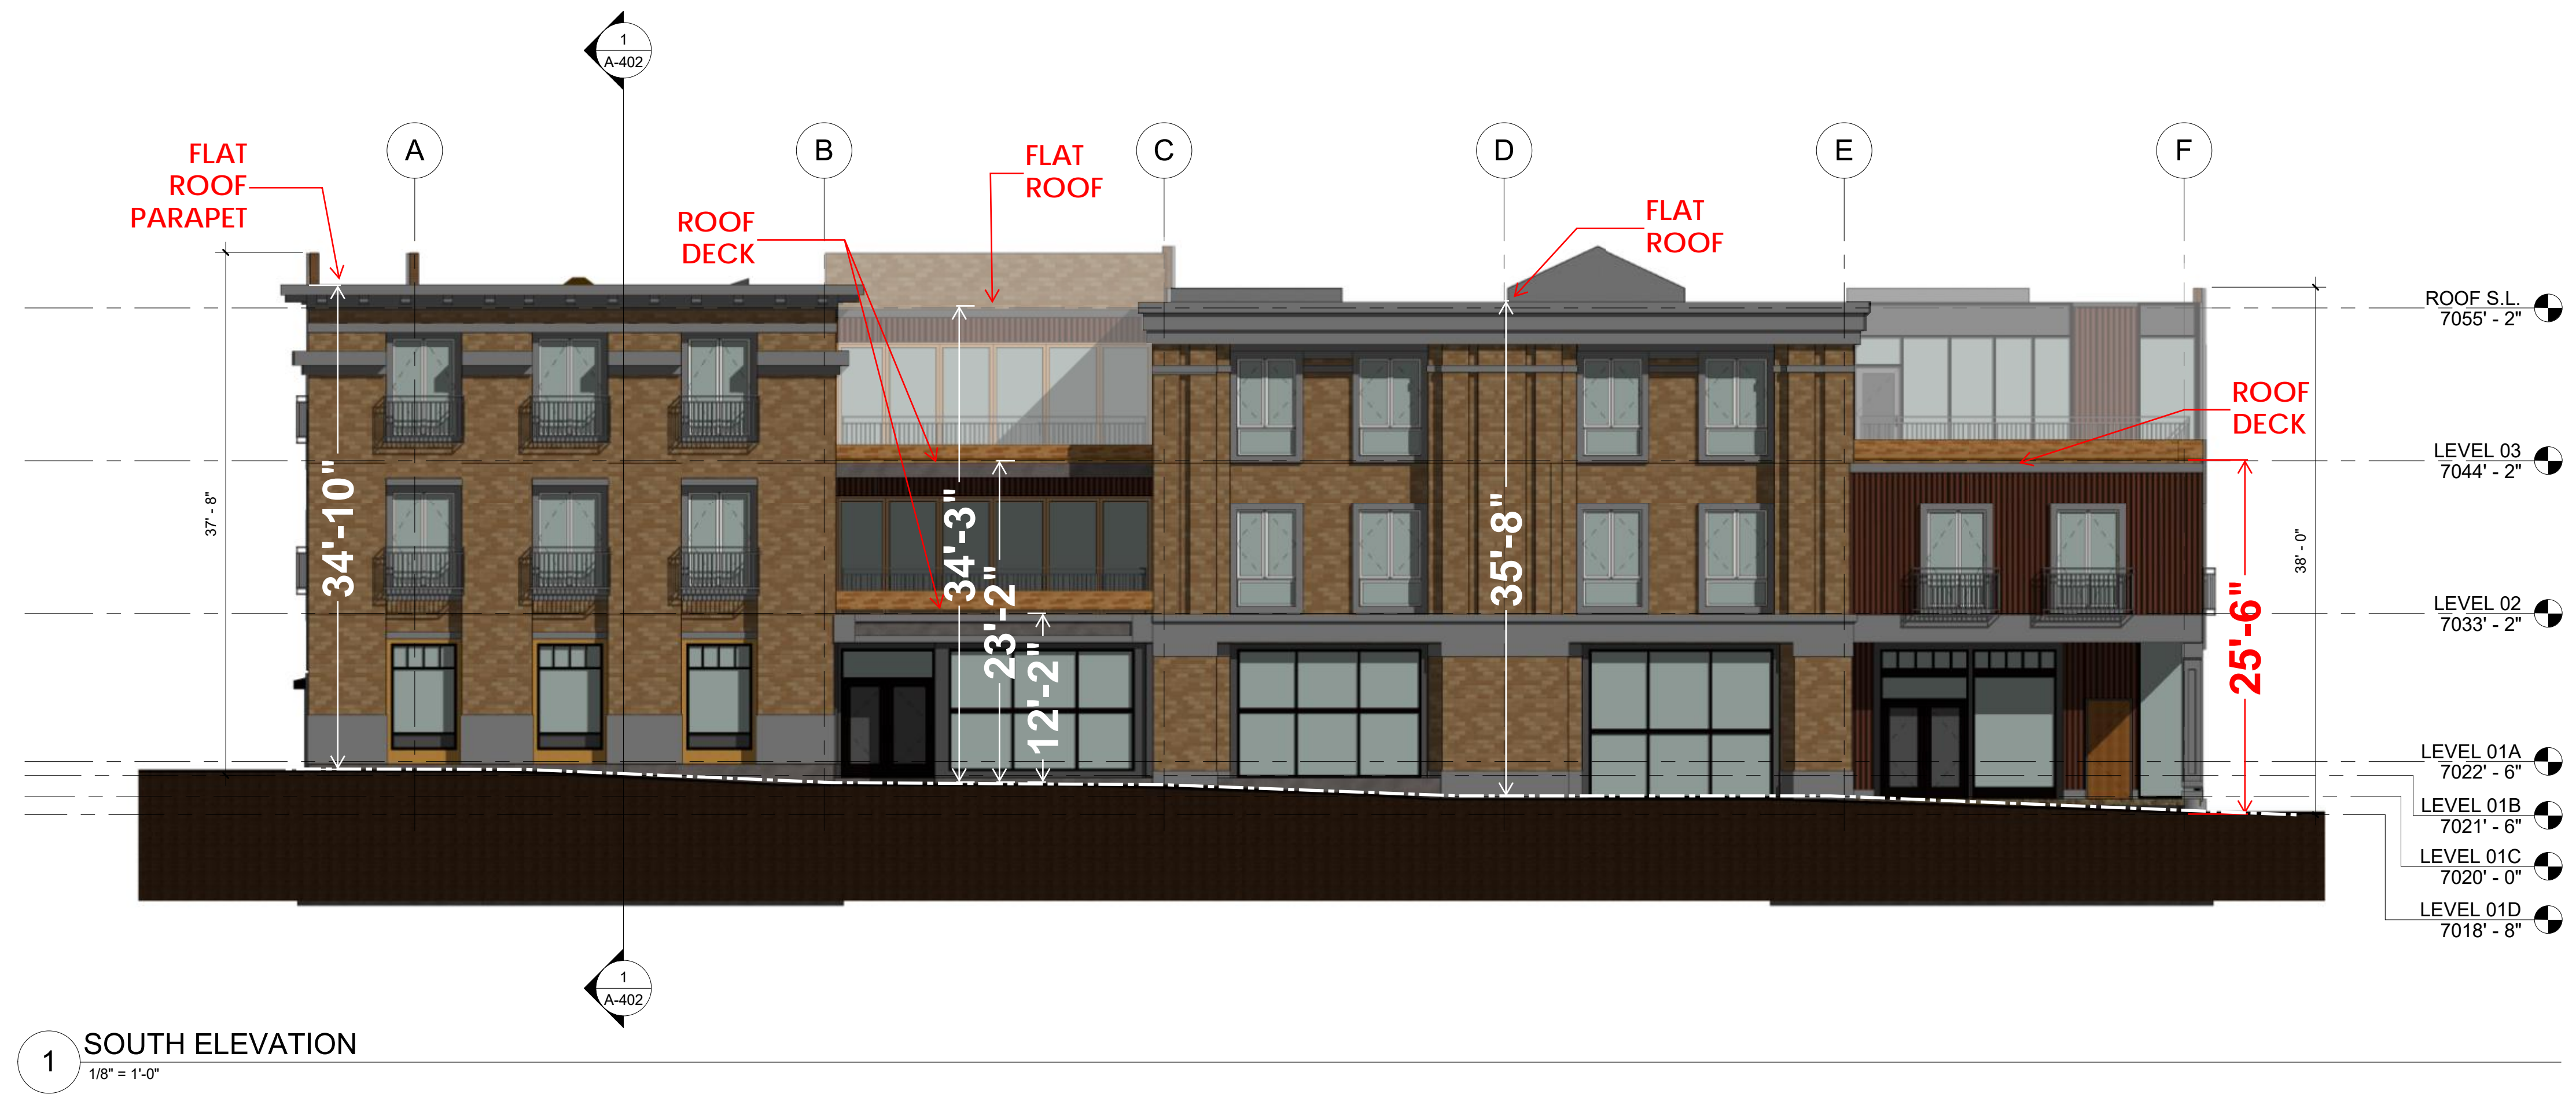 1
A-402
A
B
C
D
E
F
FLAT
ROOF
PARAPET
ROOF
DECK
FLAT
ROOF
FLAT
ROOF
ROOF
DECK
37' - 8"
34'-10"
34'-3"
23'-2"
12'-2"
35'-8"
25'-6"
38' - 0"
ROOF S.L.
7055' - 2"
LEVEL 03
7044' - 2"
LEVEL 02
7033' - 2"
LEVEL 01A
7022' - 6"
LEVEL 01B
7021' - 6"
LEVEL 01C
7020' - 0"
LEVEL 01D
7018' - 8"
1
A-402
1
SOUTH ELEVATION
1/8" = 1'-0"